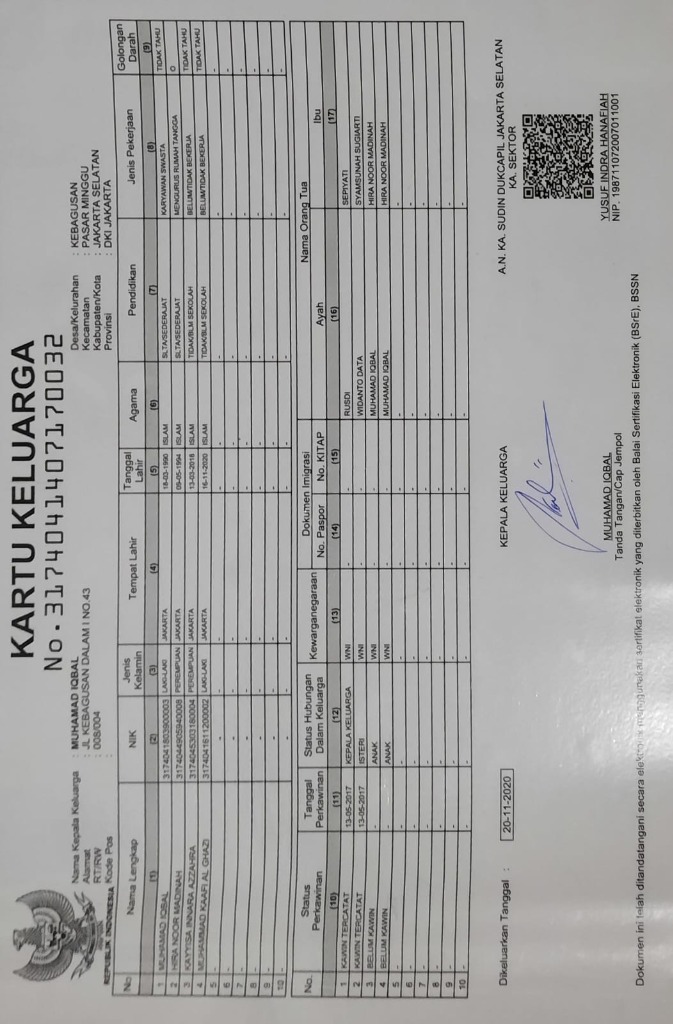 KARTU KELUARGA
No. 3174041407170032
REPUBLIK INDONESIA
Nama Kepala Keluarga : MUHAMAD IQBAL
Alamat : JL KEBAGUSAN DALAM I NO.43
RT/RW : 008/004
Kode Pos :
Desa/Kelurahan : KEBAGUSAN
Kecamatan : PASAR MINGGU
Kabupaten/Kota : JAKARTA SELATAN
Provinsi : DKI JAKARTA
No Nama Lengkap NIK Jenis Kelamin Tempat Lahir Tanggal Lahir Agama Pendidikan Jenis Pekerjaan Golongan Darah
(1) (2) (3) (4) (5) (6) (7) (8) (9)
1 MUHAMAD IQBAL 3174041803900003 LAKI-LAKI JAKARTA 18-03-1990 ISLAM SLTA/SEDERAJAT KARYAWAN SWASTA TIDAK TAHU
2 HIRA NOOR MADINAH 3174044905940008 PEREMPUAN JAKARTA 09-05-1994 ISLAM SLTA/SEDERAJAT MENGURUS RUMAH TANGGA O
3 KAYYISA INNARA AZZAHRA 3174045303180004 PEREMPUAN JAKARTA 13-03-2018 ISLAM TIDAK/BLM SEKOLAH BELUM/TIDAK BEKERJA TIDAK TAHU
4 MUHAMMAD KAAFI AL GHAZI 3174041611200002 LAKI-LAKI JAKARTA 16-11-2020 ISLAM TIDAK/BLM SEKOLAH BELUM/TIDAK BEKERJA TIDAK TAHU
5 - - - - - - - - -
6 - - - - - - - - -
7 - - - - - - - - -
8 - - - - - - - - -
9 - - - - - - - - -
10 - - - - - - - - -
No. Status Perkawinan Tanggal Perkawinan Status Hubungan Dalam Keluarga Kewarganegaraan Dokumen Imigrasi Nama Orang Tua
No. Paspor No. KITAP Ayah Ibu
(10) (11) (12) (13) (14) (15) (16) (17)
1 KAWIN TERCATAT 13-05-2017 KEPALA KELUARGA WNI - - RUSDI SEPIYATI
2 KAWIN TERCATAT 13-05-2017 ISTERI WNI - - WIDANTO DATA SYAMSUNAH SUGIARTI
3 BELUM KAWIN - ANAK WNI - - MUHAMAD IQBAL HIRA NOOR MADINAH
4 BELUM KAWIN - ANAK WNI - - MUHAMAD IQBAL HIRA NOOR MADINAH
5 - - - - - - - -
6 - - - - - - - -
7 - - - - - - - -
8 - - - - - - - -
9 - - - - - - - -
10 - - - - - - - -
Dikeluarkan Tanggal : 20-11-2020
KEPALA KELUARGA
MUHAMAD IQBAL
Tanda Tangan/Cap Jempol
A.N. KA. SUDIN DUKCAPIL JAKARTA SELATAN
KA. SEKTOR
YUSUF INDRA HANAFIAH
NIP. 198711072007011001
Dokumen ini telah ditandatangani secara elektronik menggunakan sertifikat elektronik yang diterbitkan oleh Balai Sertifikasi Elektronik (BSrE), BSSN